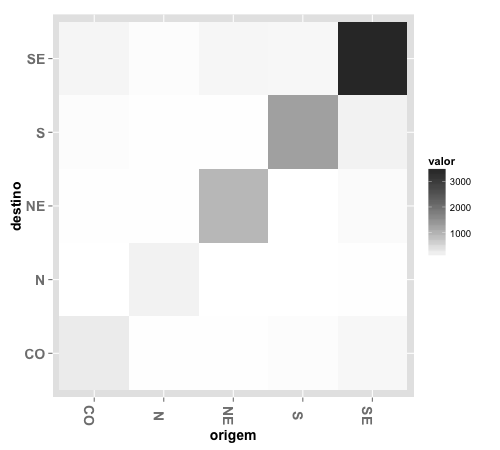 SE
S
NE
N
CO
destino
CO
N
NE
S
SE
origem
valor
3000
2000
1000